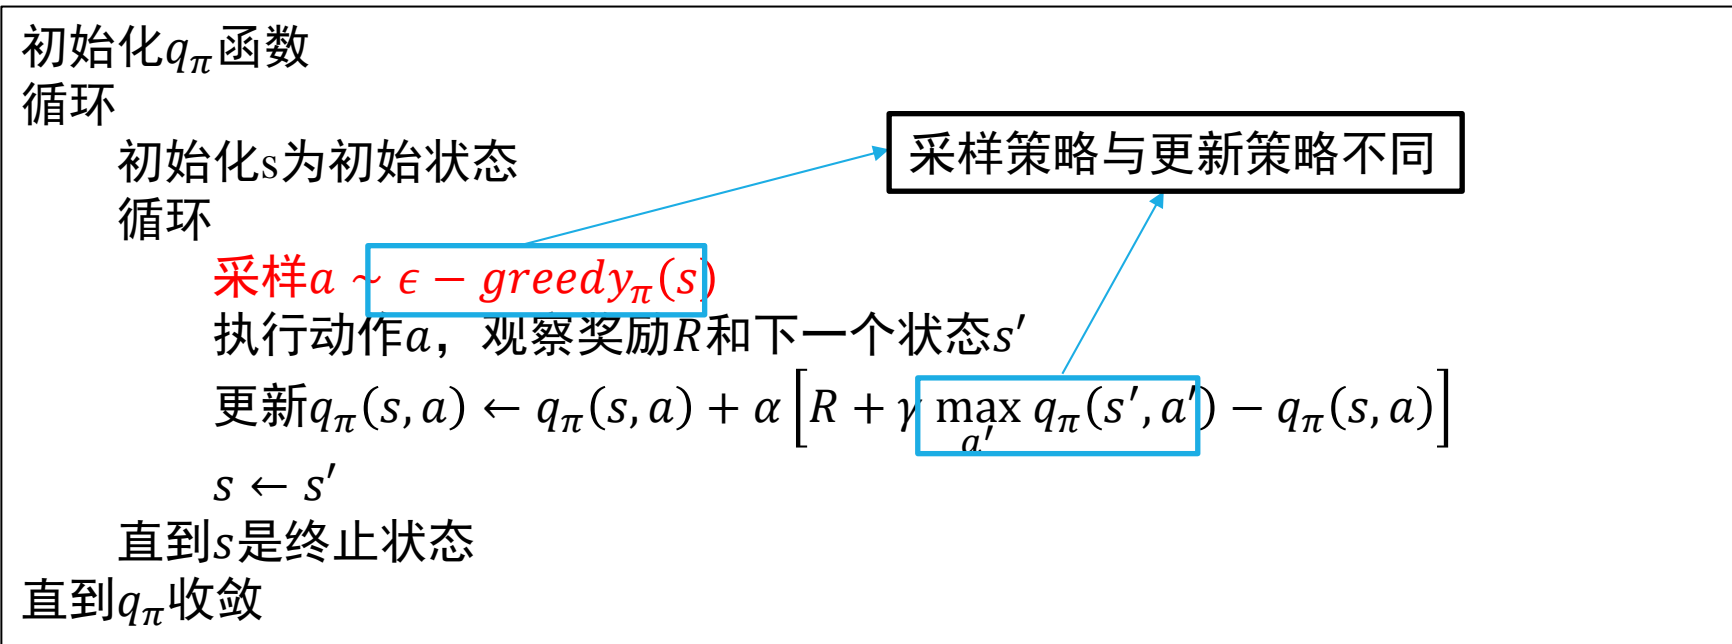 初始化qπ函数
循环
初始化s为初始状态
采样策略与更新策略不同
循环
采样a ~ ϵ − greedyπ(s)
执行动作a，观察奖励R和下一个状态s′
更新qπ(s, a) ← qπ(s, a) + α [R + γ max a′ qπ(s′, a′) − qπ(s, a)]
s ← s′
直到s是终止状态
直到qπ收敛